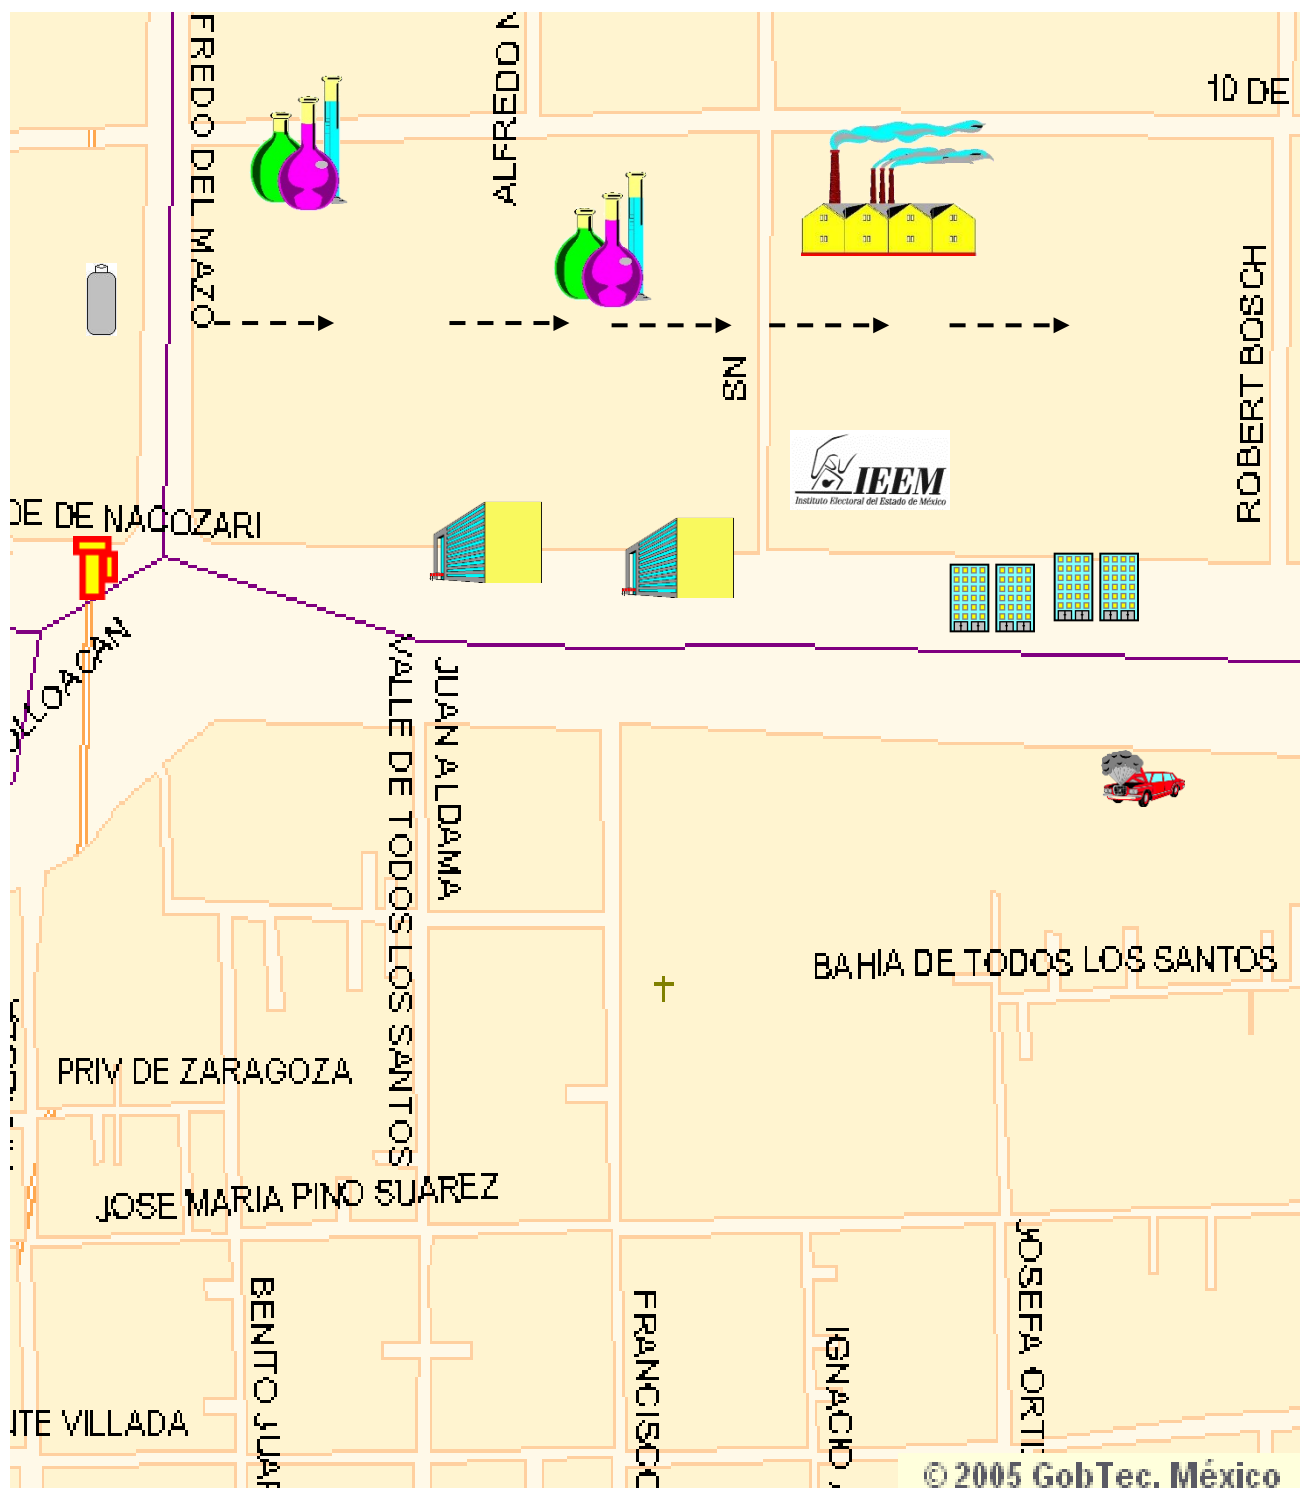 FREDO DEL MAZO
ALFREDO
10 DE
ROBERT BOSCH
SN
IEEM
Instituto Electoral del Estado de México
DE DE NACOZARI
OLLOACAN
VALLE DE TODOS LOS SANTOS
JUAN ALDAMA
BAHIA DE TODOS LOS SANTOS
PRIV DE ZARAGOZA
JOSE MARIA PINO SUAREZ
BENITO JUAR
FRANCISCO
IGNACIO
JOSEFA ORTI
NTE VILLADA
© 2005 GobTec. México